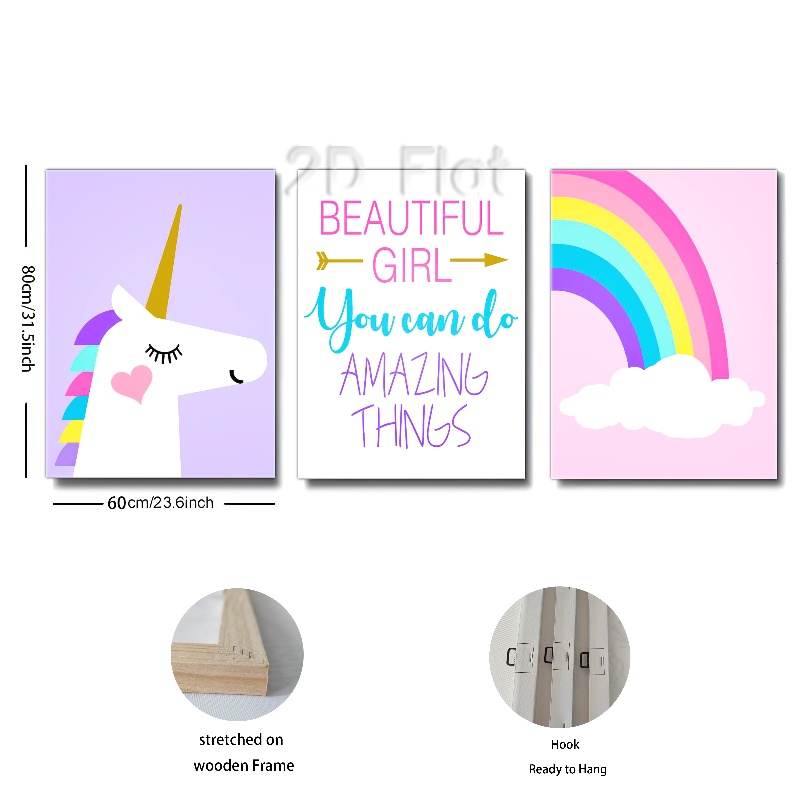 2D Flat
BEAUTIFUL
GIRL
You can do
AMAZING
THINGS
80cm/31.5inch
60cm/23.6inch
stretched on
wooden Frame
Hook
Ready to Hang